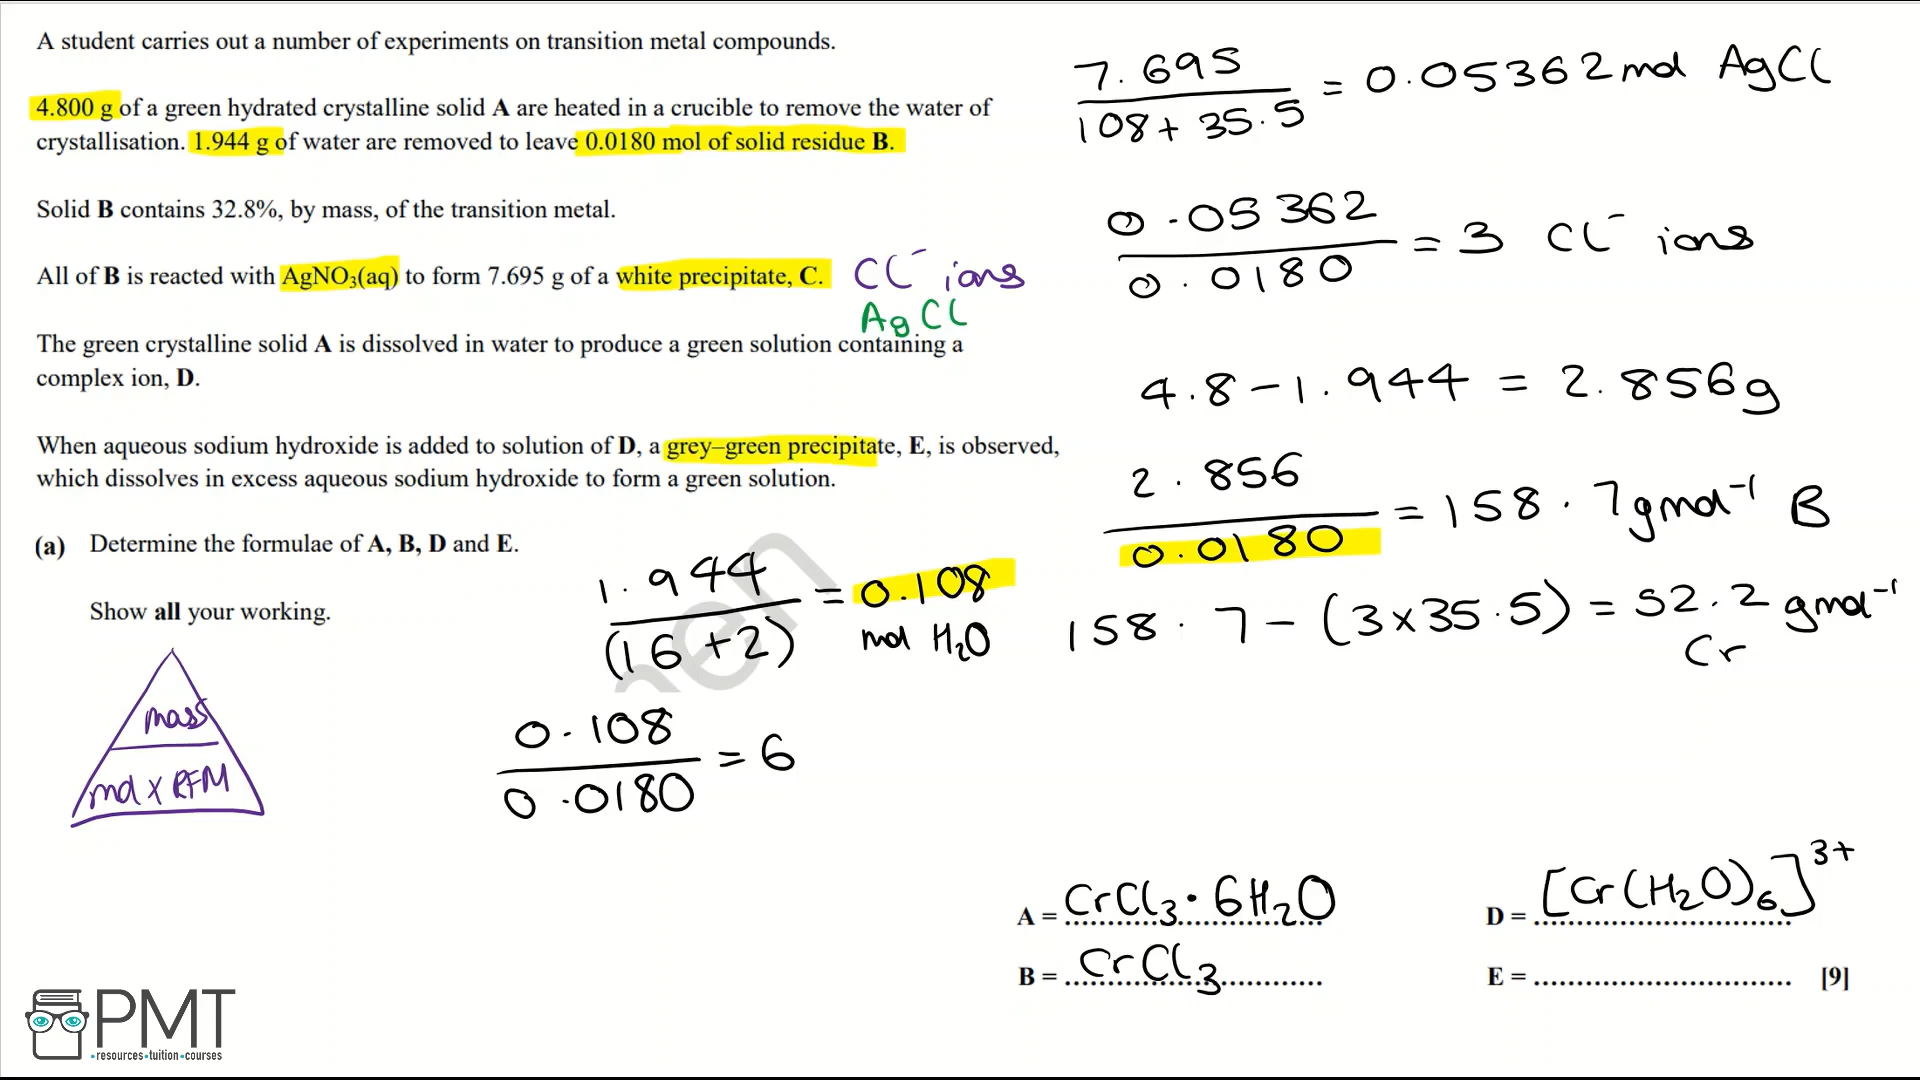 A student carries out a number of experiments on transition metal compounds.
4.800 g of a green hydrated crystalline solid A are heated in a crucible to remove the water of
crystallisation. 1.944 g of water are removed to leave 0.0180 mol of solid residue B.
Solid B contains 32.8%, by mass, of the transition metal.
All of B is reacted with AgNO₃(aq) to form 7.695 g of a white precipitate, C.
Cl⁻ ions
AgCl
The green crystalline solid A is dissolved in water to produce a green solution containing a
complex ion, D.
When aqueous sodium hydroxide is added to solution of D, a grey–green precipitate, E, is observed,
which dissolves in excess aqueous sodium hydroxide to form a green solution.
(a) Determine the formulae of A, B, D and E.
Show all your working.
mass
mol x RFM
1.944
(16+2)
= 0.108
mol H₂O
0.108
0.0180
= 6
7.695
108 + 35.5
= 0.05362 mol AgCl
0.05362
0.0180
= 3 Cl⁻ ions
4.8 - 1.944 = 2.856g
2.856
0.0180
= 158.7 gmol⁻¹ B
158.7 - (3x35.5) = 52.2 gmol⁻¹
Cr
A = CrCl₃·6H₂O
D = [Cr(H₂O)₆]³⁺
B = CrCl₃
E = .............................. [9]
PMT
•resources•tuition•courses